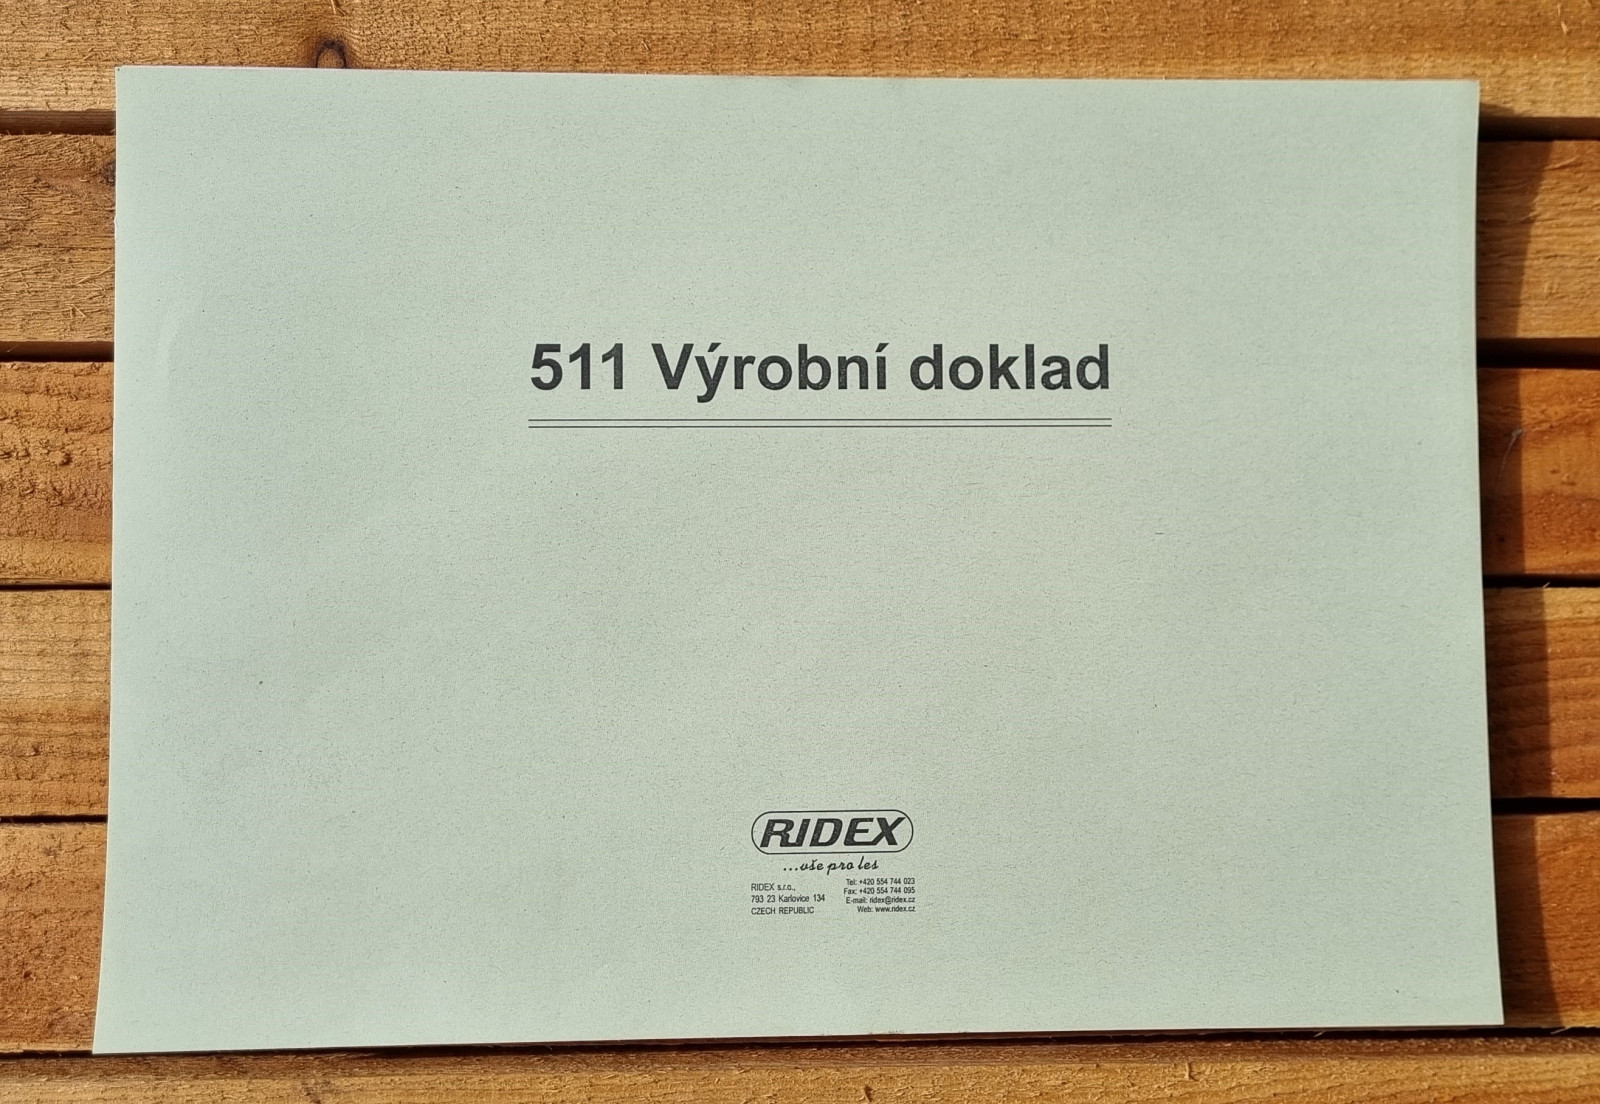 511 Výrobní doklad
RIDEX
...vše pro les
RIDEX s.r.o.,
793 23 Karlovice 134
CZECH REPUBLIC
Tel: +420 554 744 023
Fax: +420 554 744 095
E-mail: ridex@ridex.cz
Web: www.ridex.cz